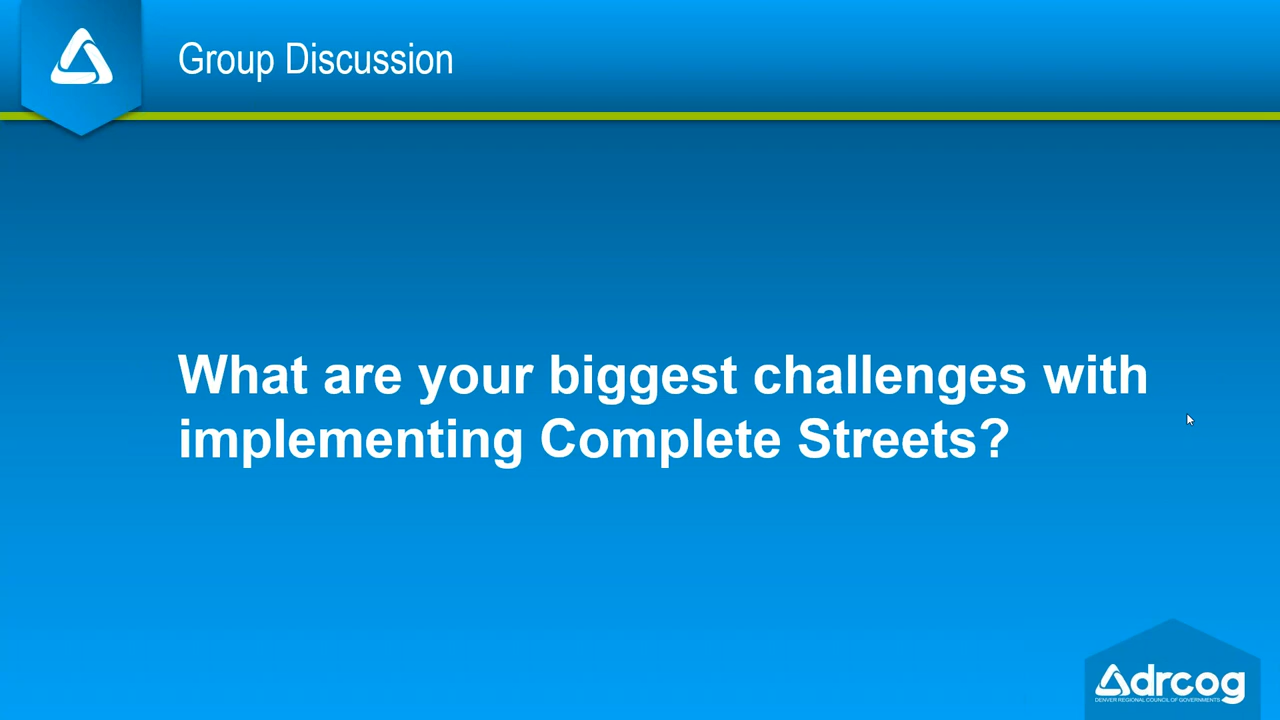 Group Discussion
What are your biggest challenges with
implementing Complete Streets?
drcog
DENVER REGIONAL COUNCIL OF GOVERNMENTS